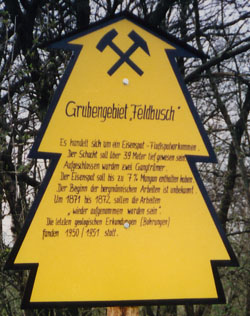 Grubengebiet „Feldbusch"
Es handelt sich um ein Eisenspat-Flußspatvorkommen.
Der Schacht soll über 39 Meter tief gewesen sein.
Aufgeschlossen wurden zwei Gangtrümer.
Der Eisenspat soll bis zu 7% Mangan enthalten haben.
Der Beginn der bergmännischen Arbeiten ist unbekannt
Um 1871 bis 1872 sollen die Arbeiten
„wieder aufgenommen worden sein".
Die letzten geologischen Erkundungen (Bohrungen)
fanden 1950/1951 statt.